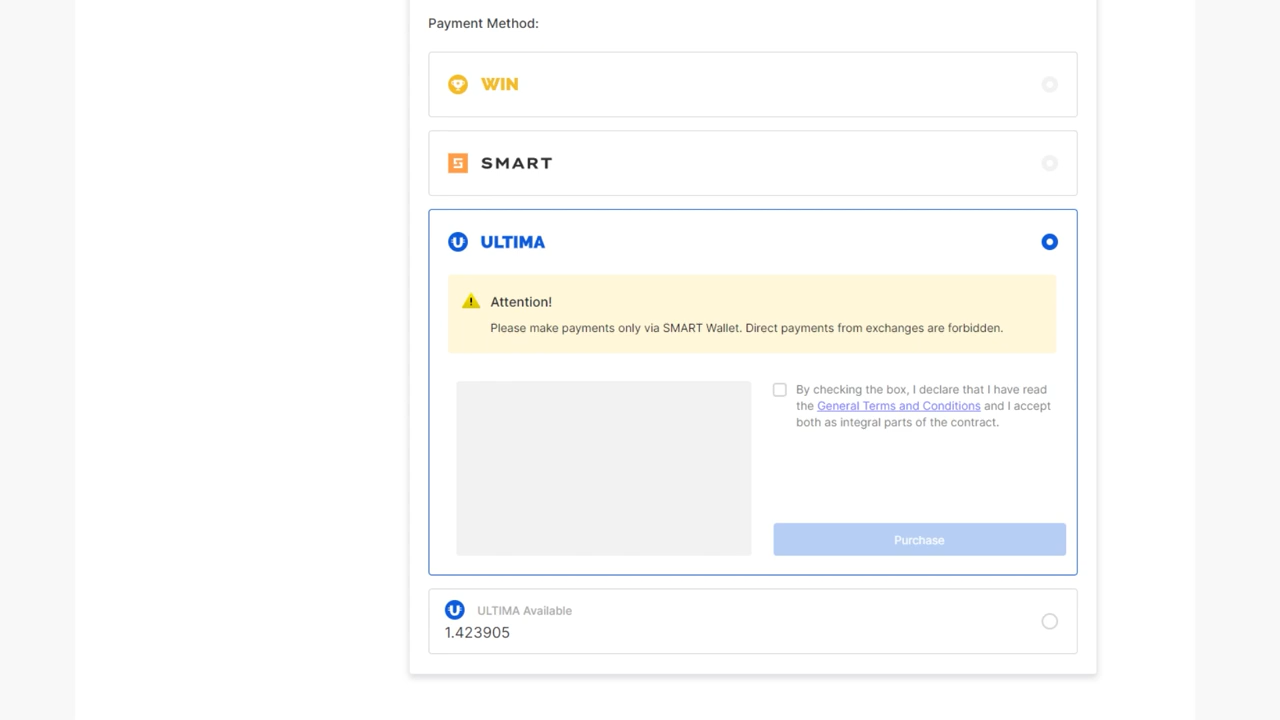 Payment Method:
WIN
SMART
ULTIMA
Attention!
Please make payments only via SMART Wallet. Direct payments from exchanges are forbidden.
By checking the box, I declare that I have read
the General Terms and Conditions and I accept
both as integral parts of the contract.
Purchase
ULTIMA Available
1.423905